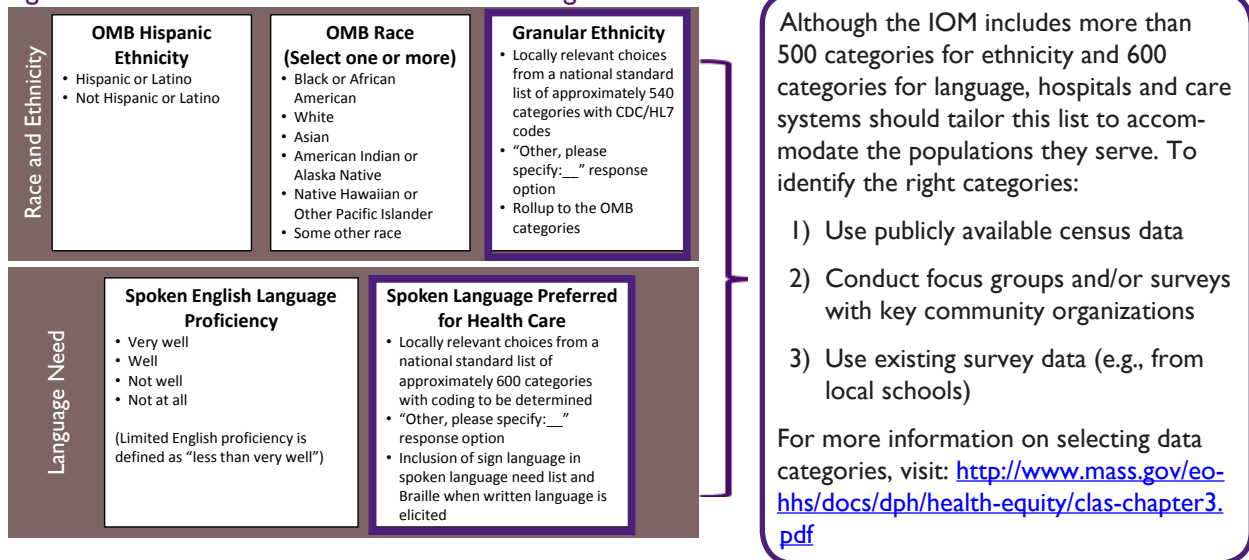 Race and Ethnicity
OMB Hispanic
Ethnicity
• Hispanic or Latino
• Not Hispanic or Latino
OMB Race
(Select one or more)
• Black or African
American
• White
• Asian
• American Indian or
Alaska Native
• Native Hawaiian or
Other Pacific Islander
• Some other race
Granular Ethnicity
• Locally relevant choices
from a national standard
list of approximately 540
categories with CDC/HL7
codes
• “Other, please
specify:__” response
option
• Rollup to the OMB
categories
Language Need
Spoken English Language
Proficiency
• Very well
• Well
• Not well
• Not at all
(Limited English proficiency is
defined as “less than very well”)
Spoken Language Preferred
for Health Care
• Locally relevant choices from a
national standard list of
approximately 600 categories
with coding to be determined
• “Other, please specify:__”
response option
• Inclusion of sign language in
spoken language need list and
Braille when written language is
elicited
Although the IOM includes more than
500 categories for ethnicity and 600
categories for language, hospitals and care
systems should tailor this list to accom-
modate the populations they serve. To
identify the right categories:
1) Use publicly available census data
2) Conduct focus groups and/or surveys
with key community organizations
3) Use existing survey data (e.g., from
local schools)
For more information on selecting data
categories, visit: http://www.mass.gov/eo-
hhs/docs/dph/health-equity/clas-chapter3.
pdf